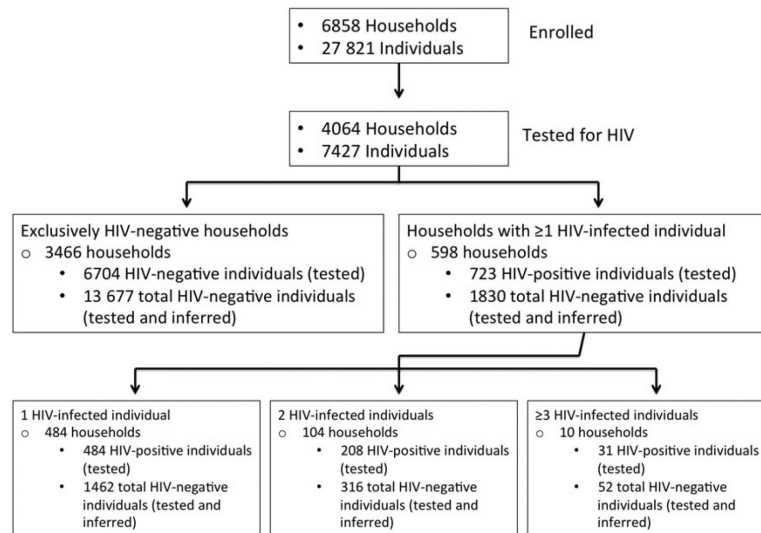 • 6858 Households
• 27 821 Individuals
Enrolled
• 4064 Households
• 7427 Individuals
Tested for HIV
Exclusively HIV-negative households
o 3466 households
• 6704 HIV-negative individuals (tested)
• 13 677 total HIV-negative individuals
(tested and inferred)
Households with ≥1 HIV-infected individual
o 598 households
• 723 HIV-positive individuals (tested)
• 1830 total HIV-negative individuals
(tested and inferred)
1 HIV-infected individual
o 484 households
• 484 HIV-positive individuals
(tested)
• 1462 total HIV-negative
individuals (tested and
inferred)
2 HIV-infected individuals
o 104 households
• 208 HIV-positive individuals
(tested)
• 316 total HIV-negative
individuals (tested and
inferred)
≥3 HIV-infected individuals
o 10 households
• 31 HIV-positive individuals
(tested)
• 52 total HIV-negative
individuals (tested and
inferred)